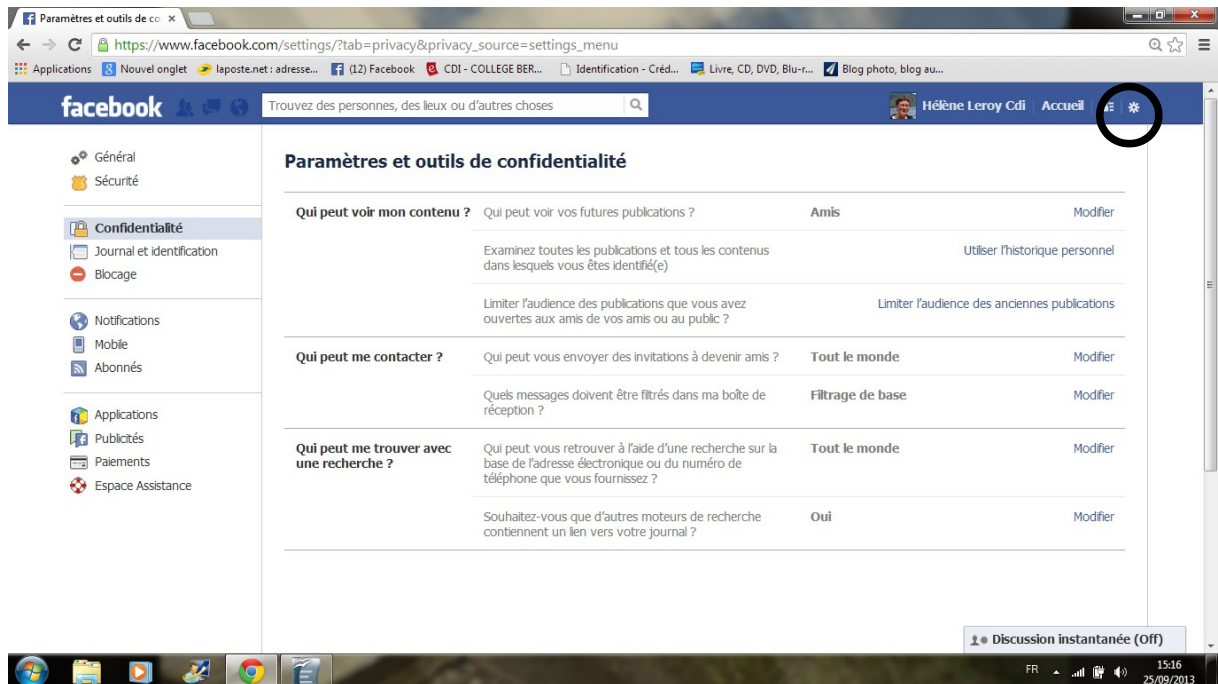 Paramètres et outils de co
https://www.facebook.com/settings/?tab=privacy&privacy_source=settings_menu
Applications Nouvel onglet laposte.net : adresse... (12) Facebook CDI - COLLEGE BER... Identification - Créd... Livre, CD, DVD, Blu-r... Blog photo, blog au...
facebook Trouvez des personnes, des lieux ou d'autres choses Hélène Leroy Cdi Accueil
Général
Sécurité
Confidentialité
Journal et identification
Blocage
Notifications
Mobile
Abonnés
Applications
Publicités
Paiements
Espace Assistance
Paramètres et outils de confidentialité
Qui peut voir mon contenu ? Qui peut voir vos futures publications ? Amis Modifier
Examinez toutes les publications et tous les contenus
dans lesquels vous êtes identifié(e)
Utiliser l'historique personnel
Limiter l'audience des publications que vous avez
ouvertes aux amis de vos amis ou au public ?
Limiter l'audience des anciennes publications
Qui peut me contacter ? Qui peut vous envoyer des invitations à devenir amis ? Tout le monde Modifier
Quels messages doivent être filtrés dans ma boîte de
réception ?
Filtrage de base Modifier
Qui peut me trouver avec
une recherche ?
Qui peut vous retrouver à l'aide d'une recherche sur la
base de l'adresse électronique ou du numéro de
téléphone que vous fournissez ?
Tout le monde Modifier
Souhaitez-vous que d'autres moteurs de recherche
contiennent un lien vers votre journal ?
Oui Modifier
Discussion instantanée (Off)
FR 15:16
25/09/2013